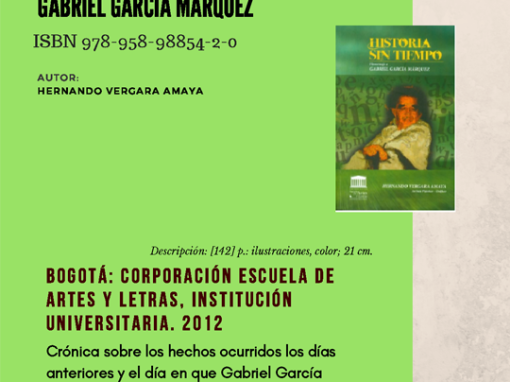 GABRIEL GARCÍA MÁRQUEZ
ISBN 978-958-98854-2-0
AUTOR:
HERNANDO VERGARA AMAYA
HISTORIA
SIN TIEMPO
GABRIEL GARCÍA MÁRQUEZ
HERNANDO VERGARA AMAYA
Descripción: [142] p.: ilustraciones, color; 21 cm.
BOGOTÁ: CORPORACIÓN ESCUELA DE
ARTES Y LETRAS, INSTITUCIÓN
UNIVERSITARIA. 2012
Crónica sobre los hechos ocurridos los días
anteriores y el día en que Gabriel García